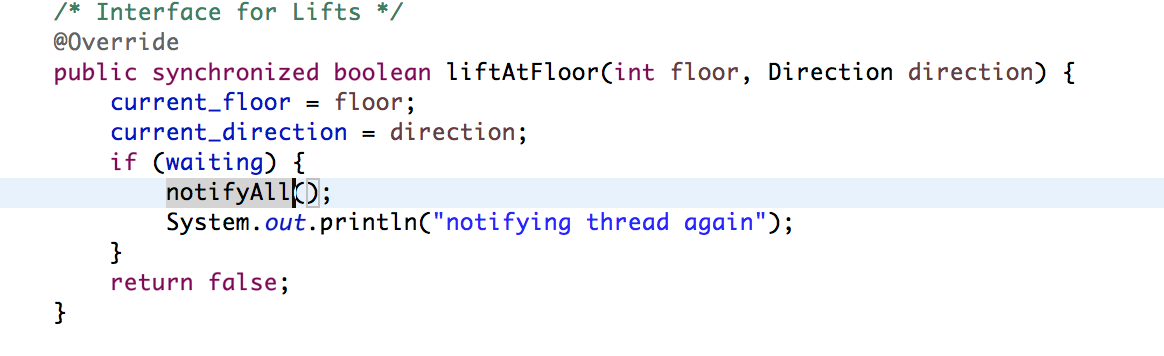 /* Interface for Lifts */
@Override
public synchronized boolean liftAtFloor(int floor, Direction direction) {
    current_floor = floor;
    current_direction = direction;
    if (waiting) {
        notifyAll();
        System.out.println("notifying thread again");
    }
    return false;
}